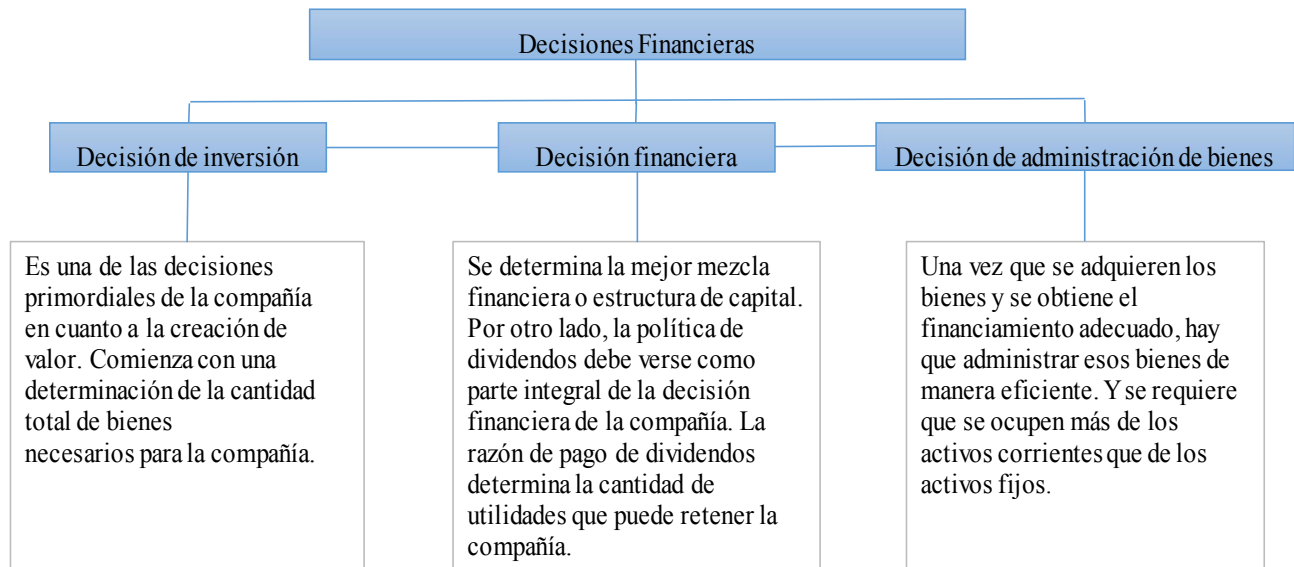 Decisiones Financieras
Decisión de inversión
Decisión financiera
Decisión de administración de bienes
Es una de las decisiones
primordiales de la compañía
en cuanto a la creación de
valor. Comienza con una
determinación de la cantidad
total de bienes
necesarios para la compañía.
Se determina la mejor mezcla
financiera o estructura de capital.
Por otro lado, la política de
dividendos debe verse como
parte integral de la decisión
financiera de la compañía. La
razón de pago de dividendos
determina la cantidad de
utilidades que puede retener la
compañía.
Una vez que se adquieren los
bienes y se obtiene el
financiamiento adecuado, hay
que administrar esos bienes de
manera eficiente. Y se requiere
que se ocupen más de los
activos corrientes que de los
activos fijos.